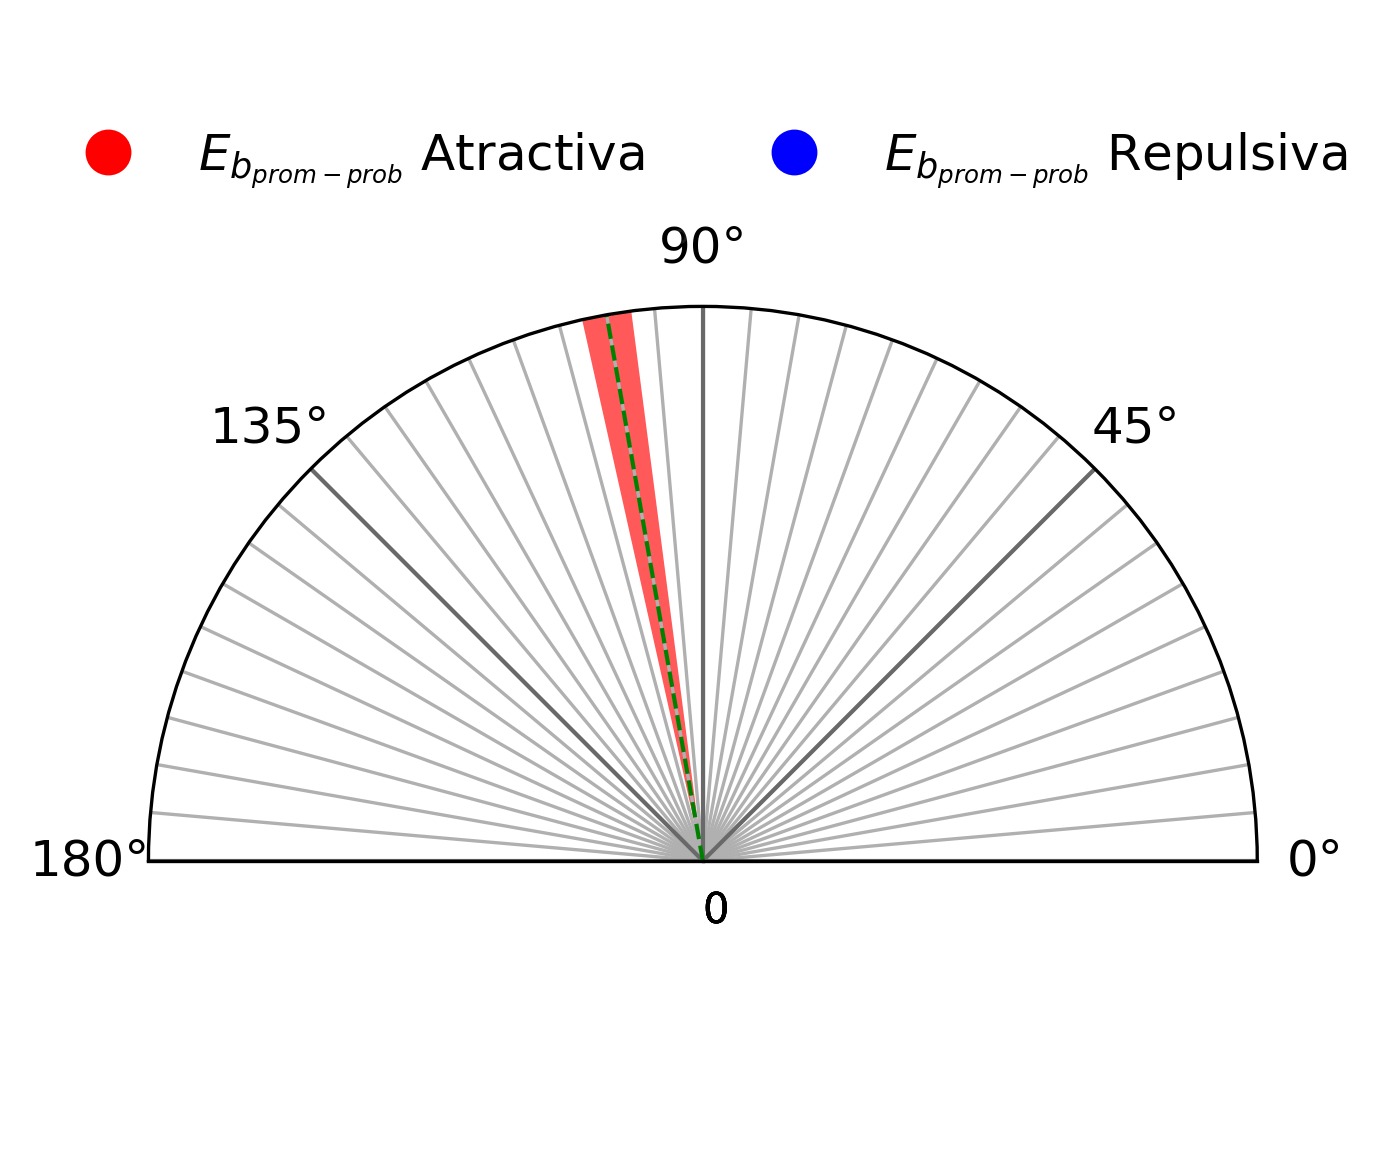 E_{b_{prom−prob}} Atractiva E_{b_{prom−prob}} Repulsiva
90°
135° 45°
180° 0°
0